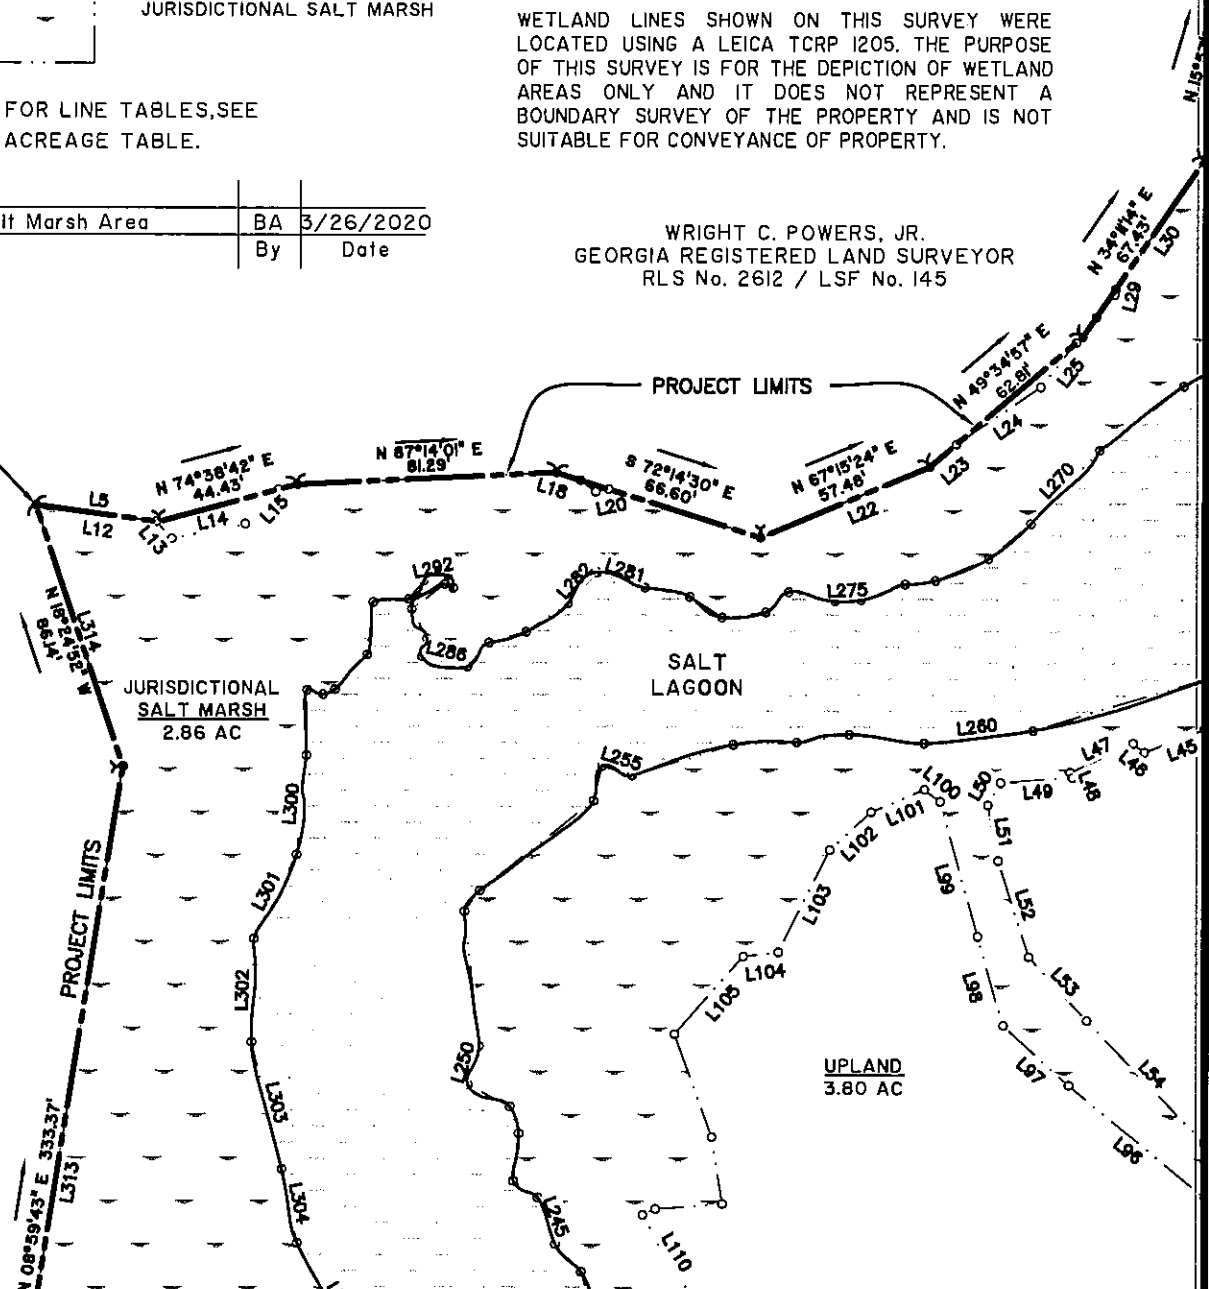 JURISDICTIONAL SALT MARSH
WETLAND LINES SHOWN ON THIS SURVEY WERE
LOCATED USING A LEICA TCRP 1205. THE PURPOSE
OF THIS SURVEY IS FOR THE DEPICTION OF WETLAND
AREAS ONLY AND IT DOES NOT REPRESENT A
BOUNDARY SURVEY OF THE PROPERTY AND IS NOT
SUITABLE FOR CONVEYANCE OF PROPERTY.
FOR LINE TABLES,SEE
ACREAGE TABLE.
lt Marsh Area BA 3/26/2020
By Date
WRIGHT C. POWERS, JR.
GEORGIA REGISTERED LAND SURVEYOR
RLS No. 2612 / LSF No. 145
N 34°11'14" E
67.43'
L30
L29
N 49°34'57" E
62.81'
L25
L24
PROJECT LIMITS
L23
N 67°15'24" E
57.46'
L22
S 72°14'30" E
66.60'
L20
L18
N 87°14'01" E
81.29'
N 74°38'42" E
44.43'
L15
L14
L13
L5
L12
L270
L292
L282
L281
L275
L286
N 18°24'52" W
86.14'
L314
SALT
LAGOON
JURISDICTIONAL
SALT MARSH
2.86 AC
L260
L255
L47
L46
L45
L48
L49
L50
L100
L101
L102
L51
L300
L103
L99
L52
L301
L104
PROJECT LIMITS
L302
L105
L98
L53
L250
L97
L54
UPLAND
3.80 AC
L303
L96
N 08°59'43" E 333.37'
L313
L304
L245
L110